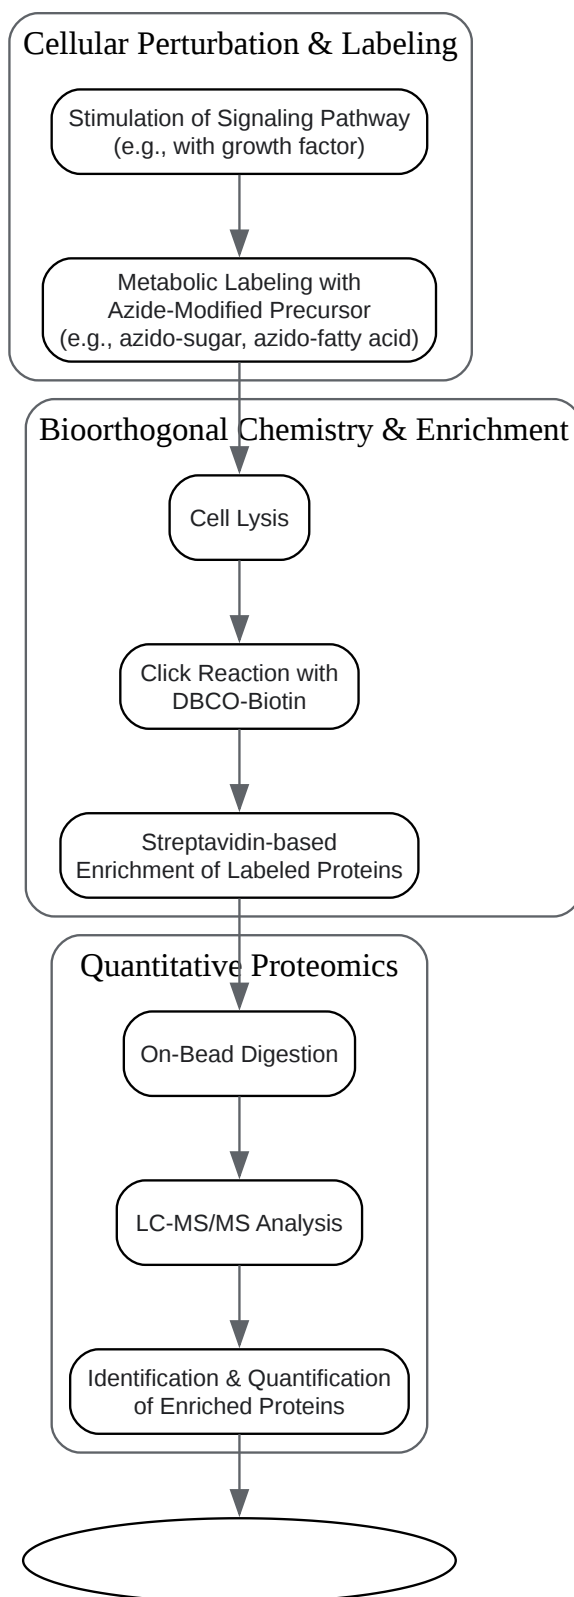 Cellular Perturbation & Labeling
Stimulation of Signaling Pathway
(e.g., with growth factor)
Metabolic Labeling with
Azide-Modified Precursor
(e.g., azido-sugar, azido-fatty acid)
Bioorthogonal Chemistry & Enrichment
Cell Lysis
Click Reaction with
DBCO-Biotin
Streptavidin-based
Enrichment of Labeled Proteins
Quantitative Proteomics
On-Bead Digestion
LC-MS/MS Analysis
Identification & Quantification
of Enriched Proteins